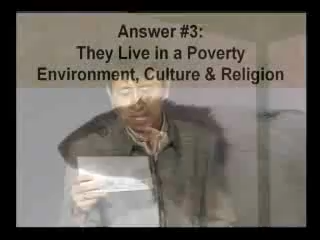 Answer #3:
They Live in a Poverty
Environment, Culture & Religion